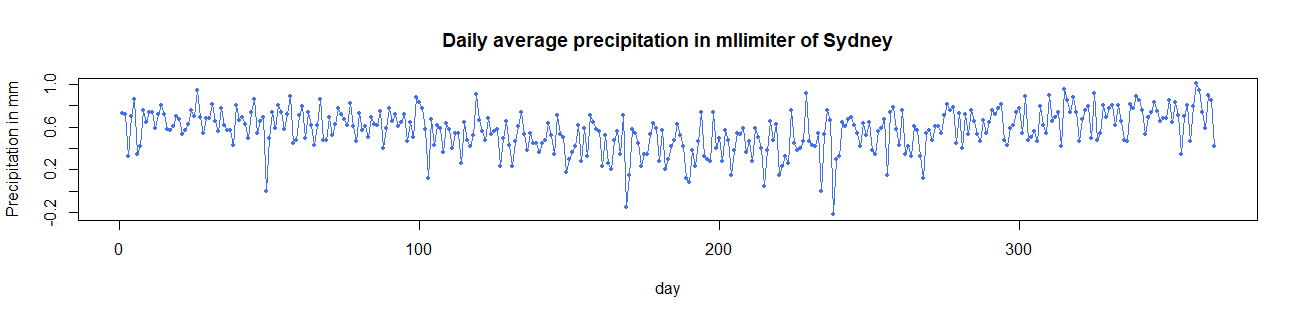 Daily average precipitation in mllimiter of Sydney
Precipitation in mm
1.0
0.6
0.2
-0.2
0 100 200 300
day